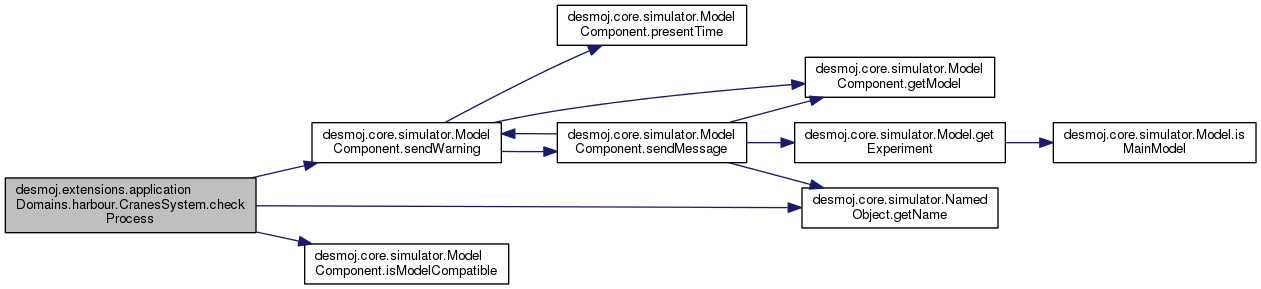 desmoj.core.simulator.Model
Component.presentTime
desmoj.core.simulator.Model
Component.getModel
desmoj.core.simulator.Model
Component.sendWarning
desmoj.core.simulator.Model
Component.sendMessage
desmoj.core.simulator.Model.get
Experiment
desmoj.core.simulator.Model.is
MainModel
desmoj.extensions.application
Domains.harbour.CranesSystem.check
Process
desmoj.core.simulator.Named
Object.getName
desmoj.core.simulator.Model
Component.isModelCompatible